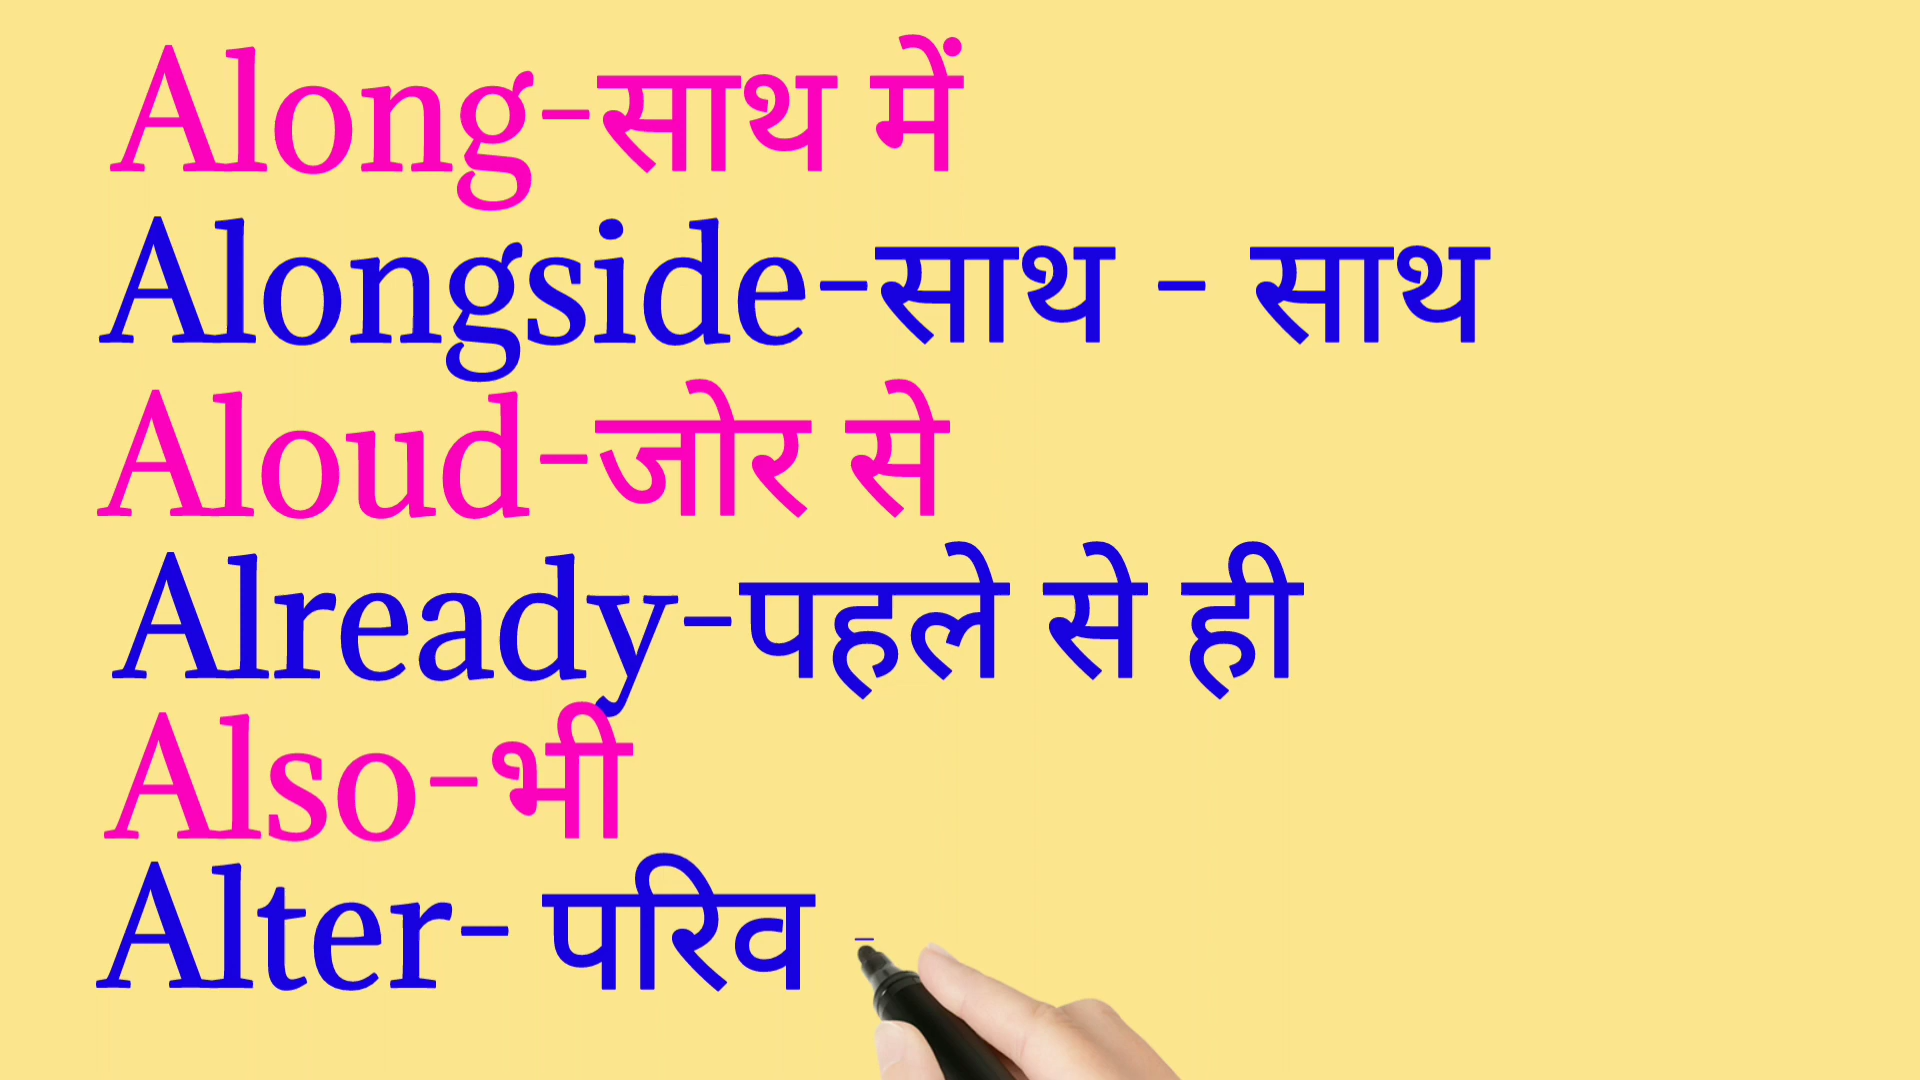 Along-साथ में
Alongside-साथ - साथ
Aloud-जोर से
Already-पहले से ही
Also-भी
Alter- परिव